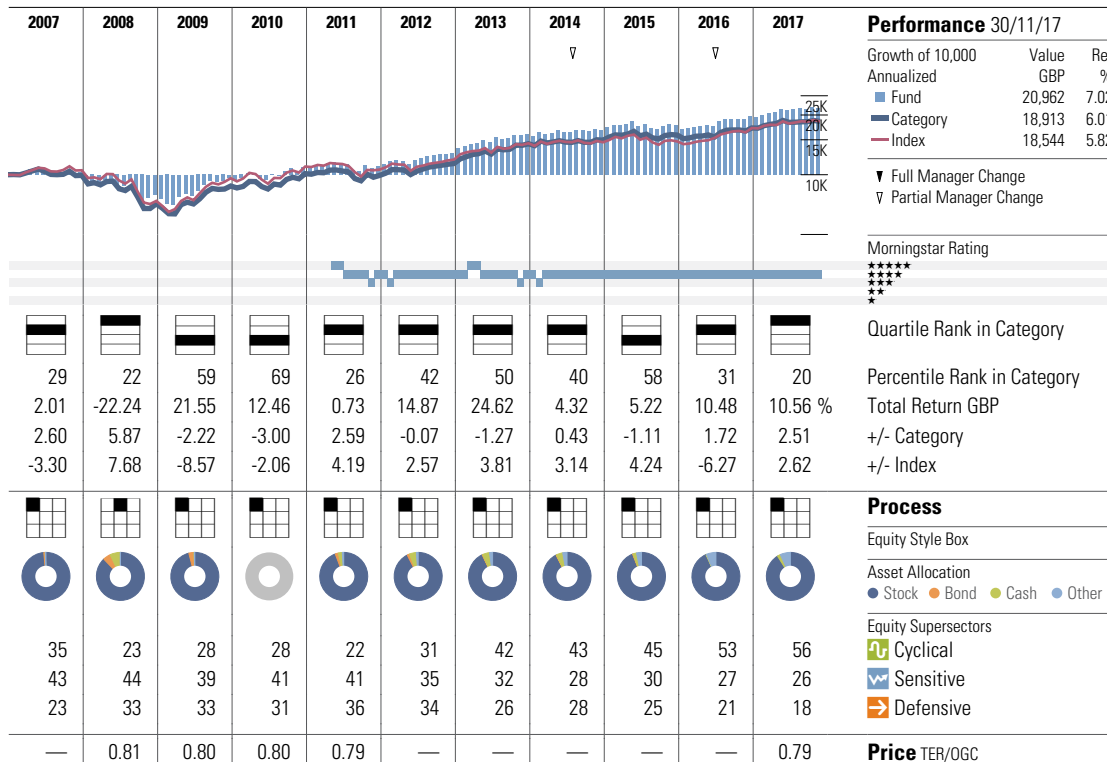 2007 2008 2009 2010 2011 2012 2013 2014 2015 2016 2017
Performance 30/11/17
Growth of 10,000 Value
Annualized GBP
Fund 20,962 7.02
Category 18,913 6.01
Index 18,544 5.82
25K
20K
15K
10K
▼ Full Manager Change
▽ Partial Manager Change
Morningstar Rating
★★★★★
★★★★
★★★
★★
★
Quartile Rank in Category
29 22 59 69 26 42 50 40 58 31 20 Percentile Rank in Category
2.01 -22.24 21.55 12.46 0.73 14.87 24.62 4.32 5.22 10.48 10.56 % Total Return GBP
2.60 5.87 -2.22 -3.00 2.59 -0.07 -1.27 0.43 -1.11 1.72 2.51 +/- Category
-3.30 7.68 -8.57 -2.06 4.19 2.57 3.81 3.14 4.24 -6.27 2.62 +/- Index
Process
Equity Style Box
Asset Allocation
Stock Bond Cash Other
Equity Supersectors
35 23 28 28 22 31 42 43 45 53 56 Cyclical
43 44 39 41 41 35 32 28 30 27 26 Sensitive
23 33 33 31 36 34 26 28 25 21 18 Defensive
— 0.81 0.80 0.80 0.79 — — — — — 0.79 Price TER/OGC